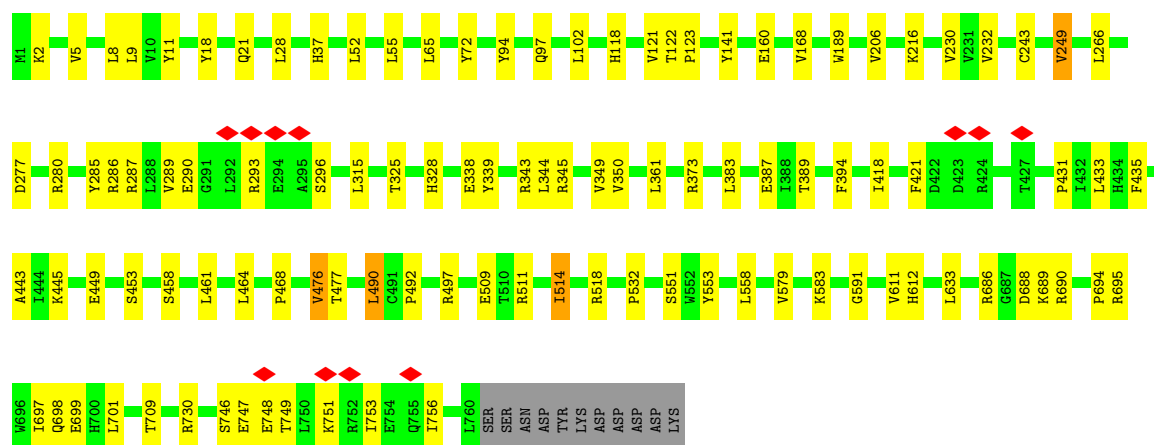 M1 K2 V5 L8 L9 V10 Y11 Y18 Q21 L28 H37 L52 L55 L65 Y72 Y94 Q97 L102 H118 V121 T122 P123 Y141 E160 V168 W189 V206 K216 V230 V231 V232 C243 V249 L266
D277 R280 Y285 R286 R287 L288 V289 E290 G291 L292 R293 E294 A295 S296 L315 T325 H328 E338 Y339 R343 L344 R345 V349 V350 L361 R373 L383 E387 I388 T389 F394 I418 F421 D422 D423 R424 T427 P431 I432 L433 H434 F435
A443 I444 K445 E449 S453 S458 L461 L464 P468 V476 T477 L490 C491 P492 R497 E509 T510 R511 I514 R518 P532 S551 W552 Y553 L558 V579 K583 G591 V611 H612 L633 R686 G687 D688 K689 R690 P694 R695
W696 I697 Q698 E699 H700 L701 T709 R730 S746 E747 E748 T749 L750 K751 R752 I753 E754 Q755 I756 L760 SER SER ASN ASP TYR LYS ASP ASP ASP ASP LYS